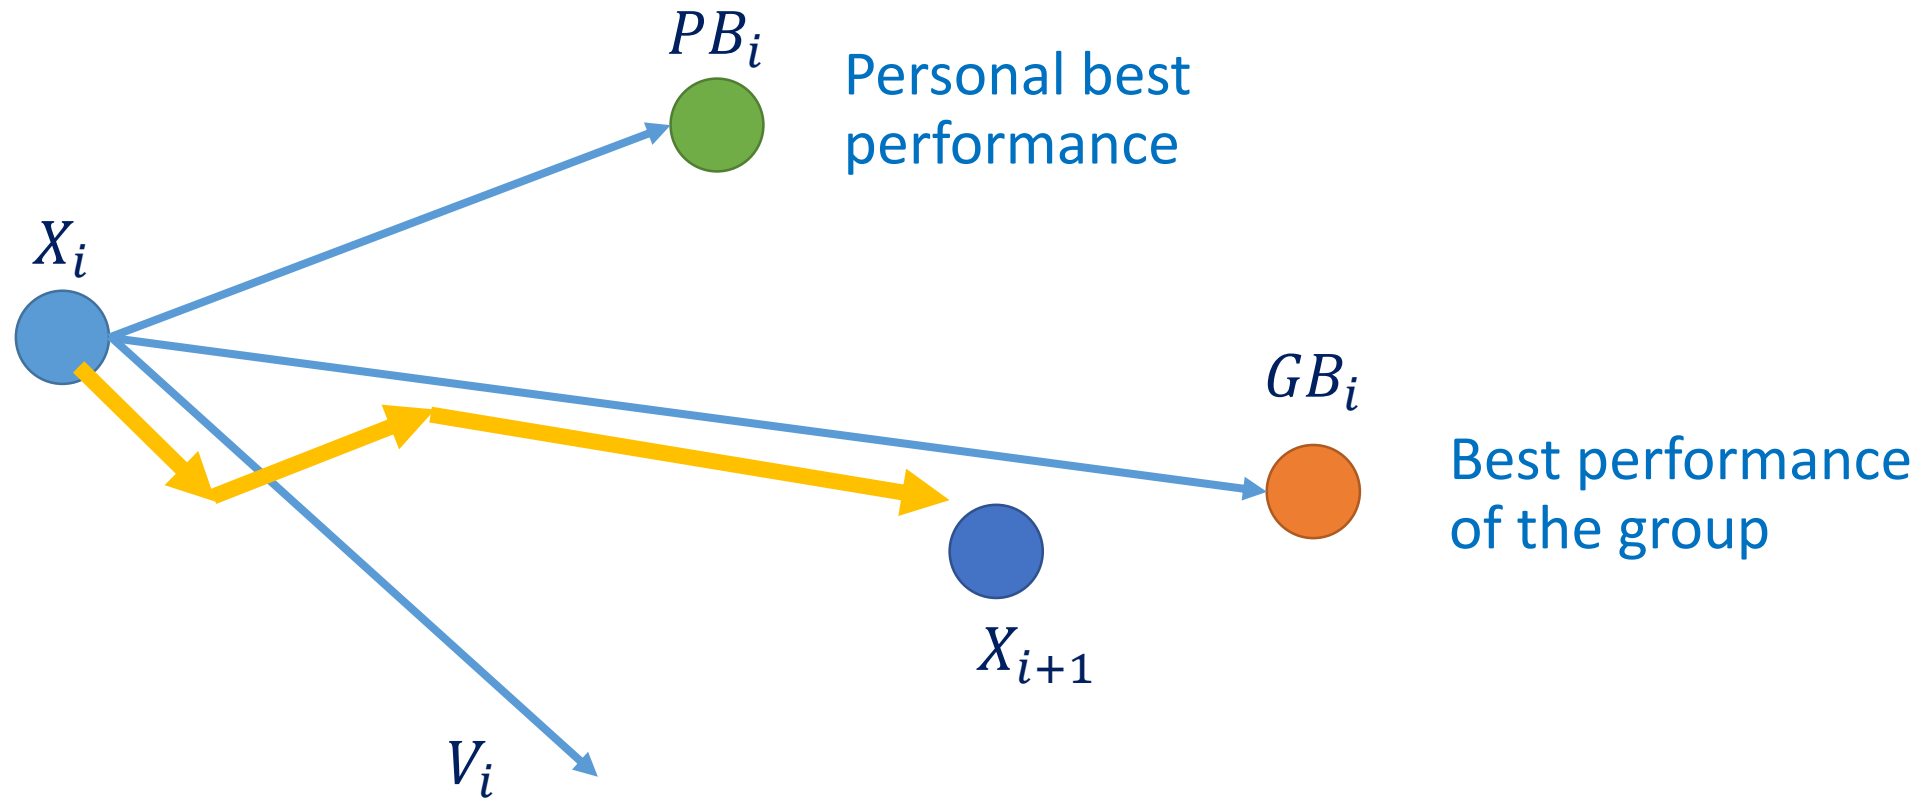 PB_i
Personal best
performance
X_i
GB_i
Best performance
of the group
X_{i+1}
V_i